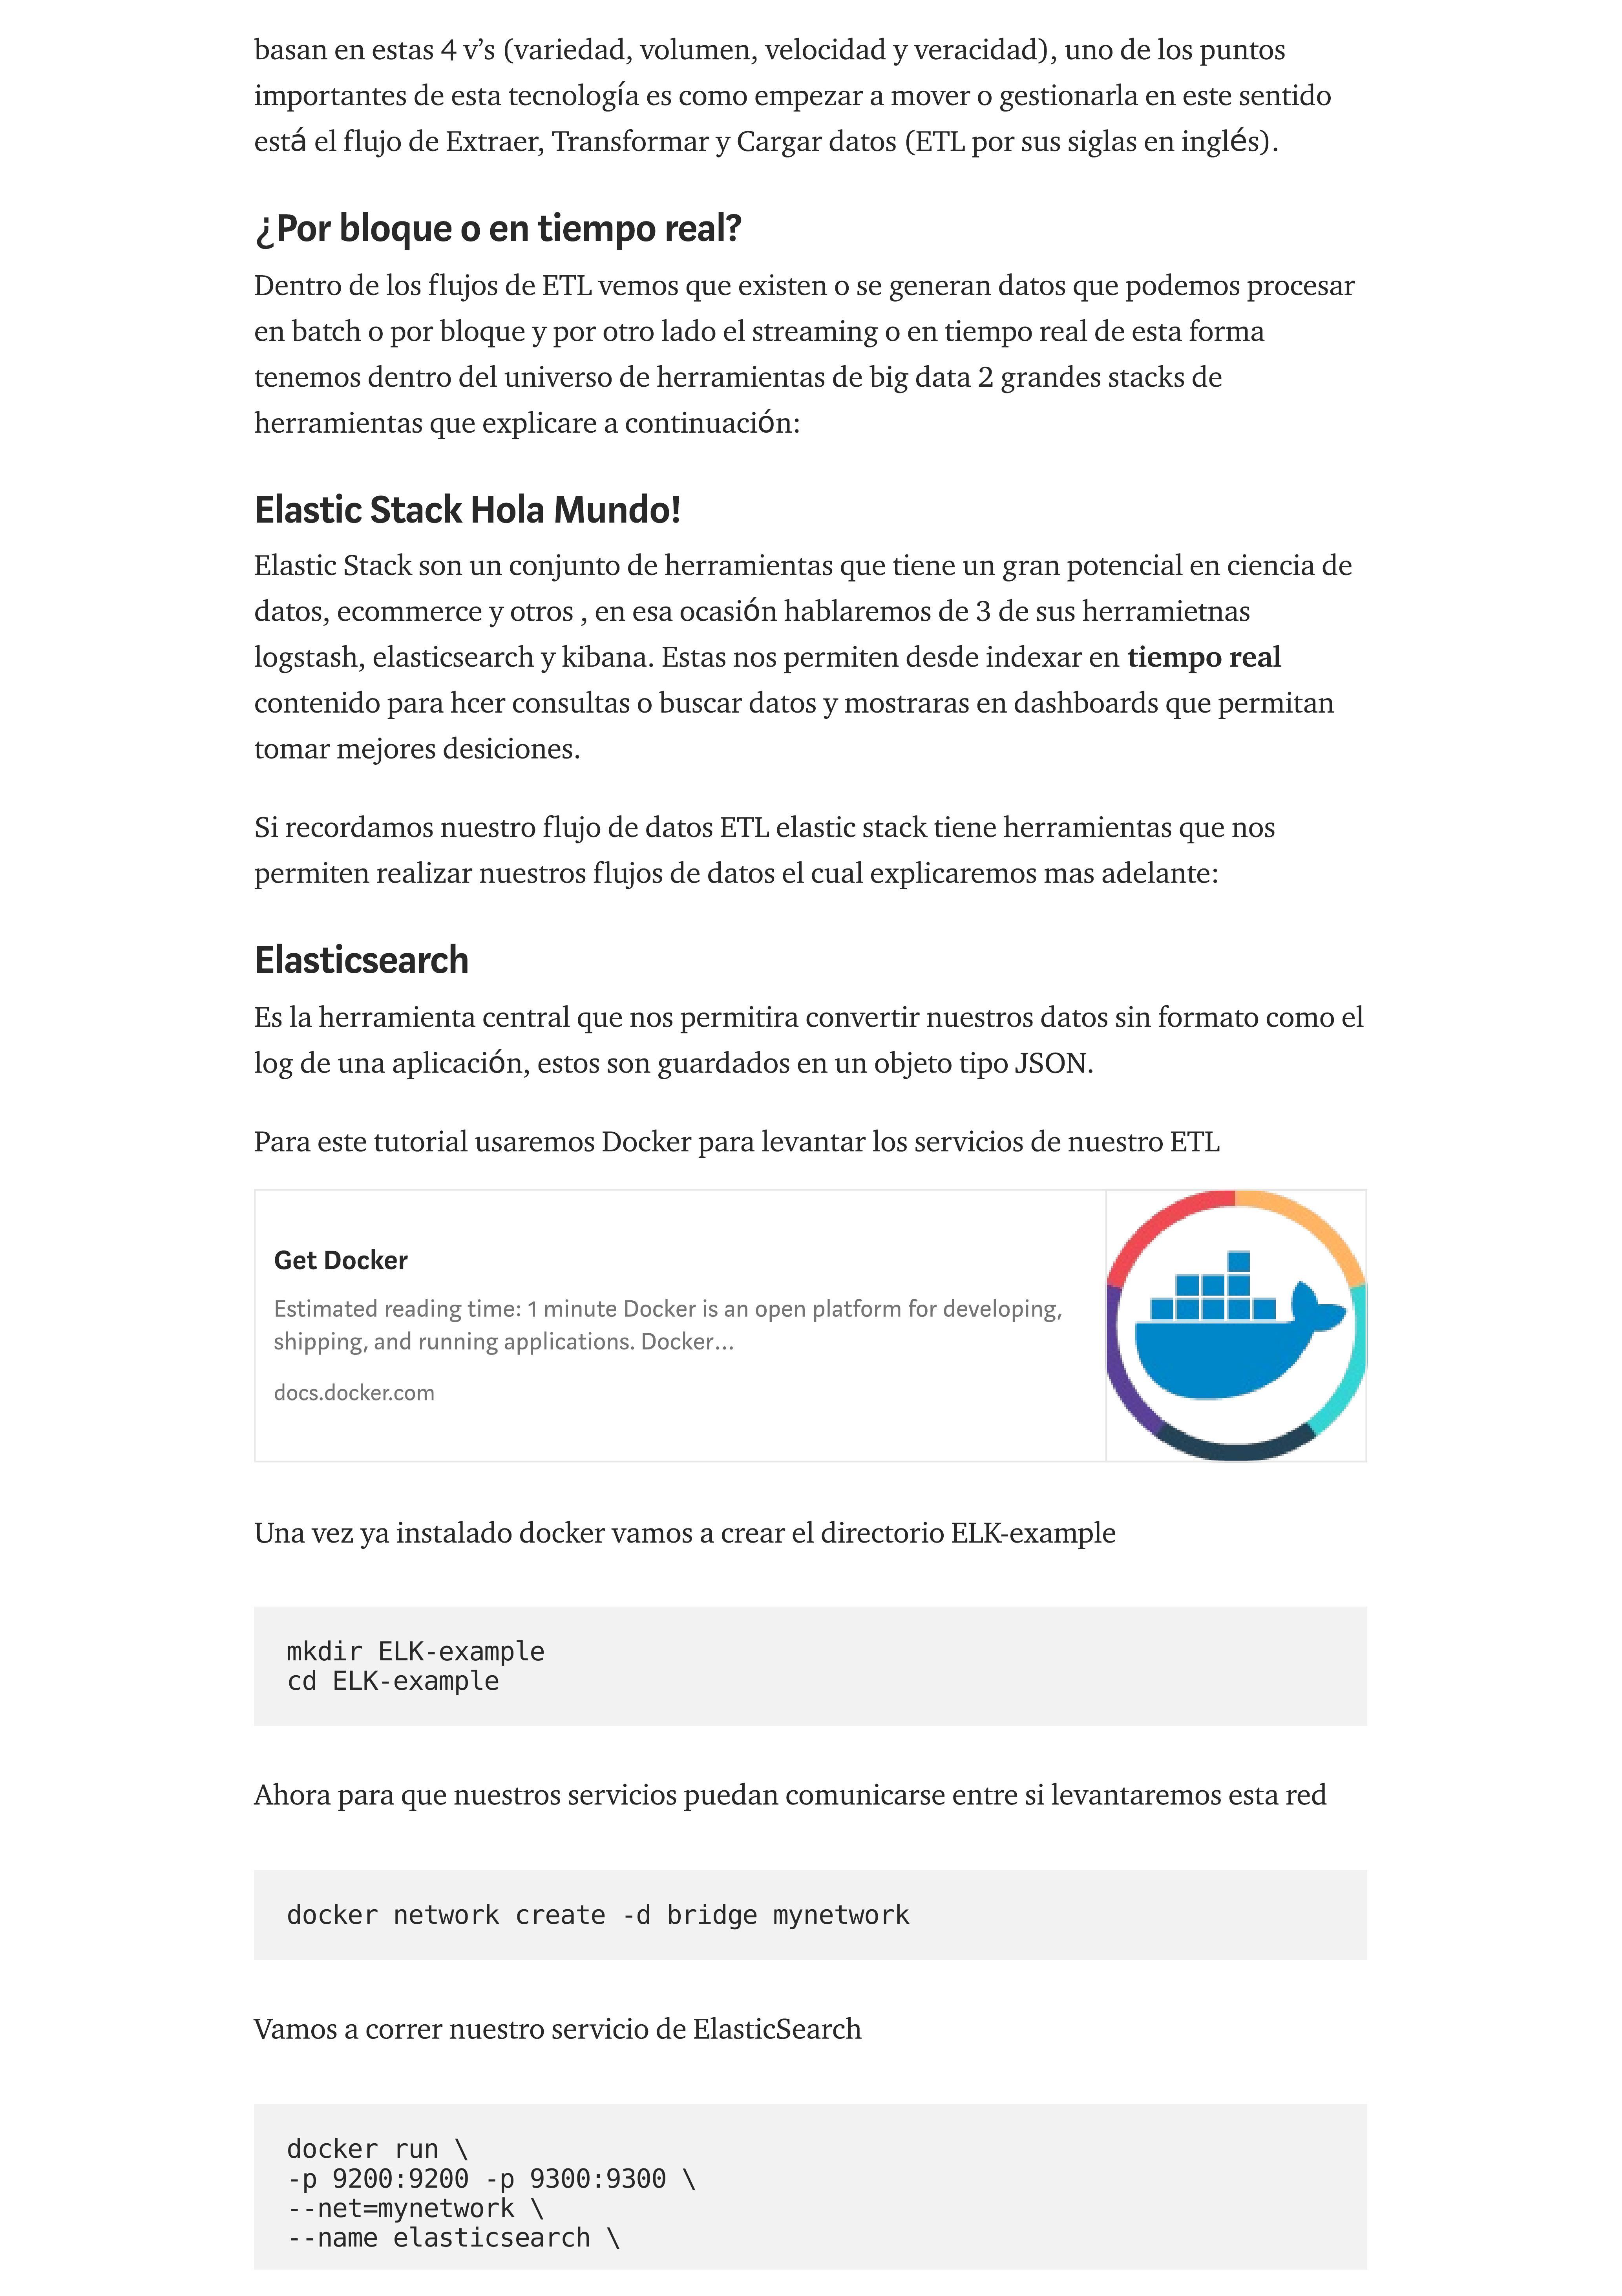 basan en estas 4 v’s (variedad, volumen, velocidad y veracidad), uno de los puntos
importantes de esta tecnología es como empezar a mover o gestionarla en este sentido
está el flujo de Extraer, Transformar y Cargar datos (ETL por sus siglas en inglés).
¿Por bloque o en tiempo real?
Dentro de los flujos de ETL vemos que existen o se generan datos que podemos procesar
en batch o por bloque y por otro lado el streaming o en tiempo real de esta forma
tenemos dentro del universo de herramientas de big data 2 grandes stacks de
herramientas que explicare a continuación:
Elastic Stack Hola Mundo!
Elastic Stack son un conjunto de herramientas que tiene un gran potencial en ciencia de
datos, ecommerce y otros , en esa ocasión hablaremos de 3 de sus herramietnas
logstash, elasticsearch y kibana. Estas nos permiten desde indexar en tiempo real
contenido para hcer consultas o buscar datos y mostraras en dashboards que permitan
tomar mejores desiciones.
Si recordamos nuestro flujo de datos ETL elastic stack tiene herramientas que nos
permiten realizar nuestros flujos de datos el cual explicaremos mas adelante:
Elasticsearch
Es la herramienta central que nos permitira convertir nuestros datos sin formato como el
log de una aplicación, estos son guardados en un objeto tipo JSON.
Para este tutorial usaremos Docker para levantar los servicios de nuestro ETL
Get Docker
Estimated reading time: 1 minute Docker is an open platform for developing,
shipping, and running applications. Docker…
docs.docker.com
Una vez ya instalado docker vamos a crear el directorio ELK-example
mkdir ELK-example
cd ELK-example
Ahora para que nuestros servicios puedan comunicarse entre si levantaremos esta red
docker network create -d bridge mynetwork
Vamos a correr nuestro servicio de ElasticSearch
docker run \
-p 9200:9200 -p 9300:9300 \
--net=mynetwork \
--name elasticsearch \